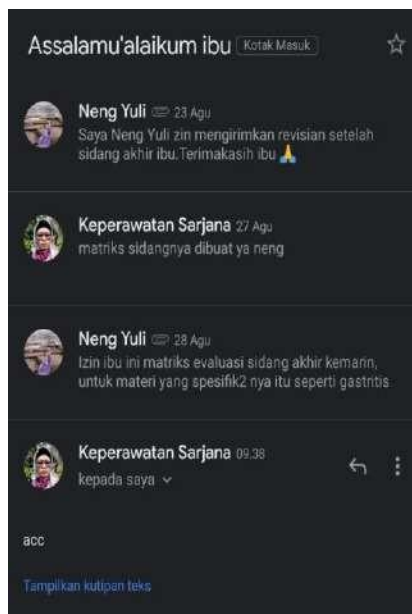 Assalamu'alaikum ibu Kotak Masuk
Neng Yuli 23 Agu
Saya Neng Yuli zin mengirimkan revisian setelah
sidang akhir ibu.Terimakasih ibu 🙏
Keperawatan Sarjana 27 Agu
matriks sidangnya dibuat ya neng
Neng Yuli 28 Agu
Izin ibu ini matriks evaluasi sidang akhir kemarin,
untuk materi yang spesifik2 nya itu seperti gastritis
Keperawatan Sarjana 09.38
kepada saya
acc
Tampilkan kutipan teks